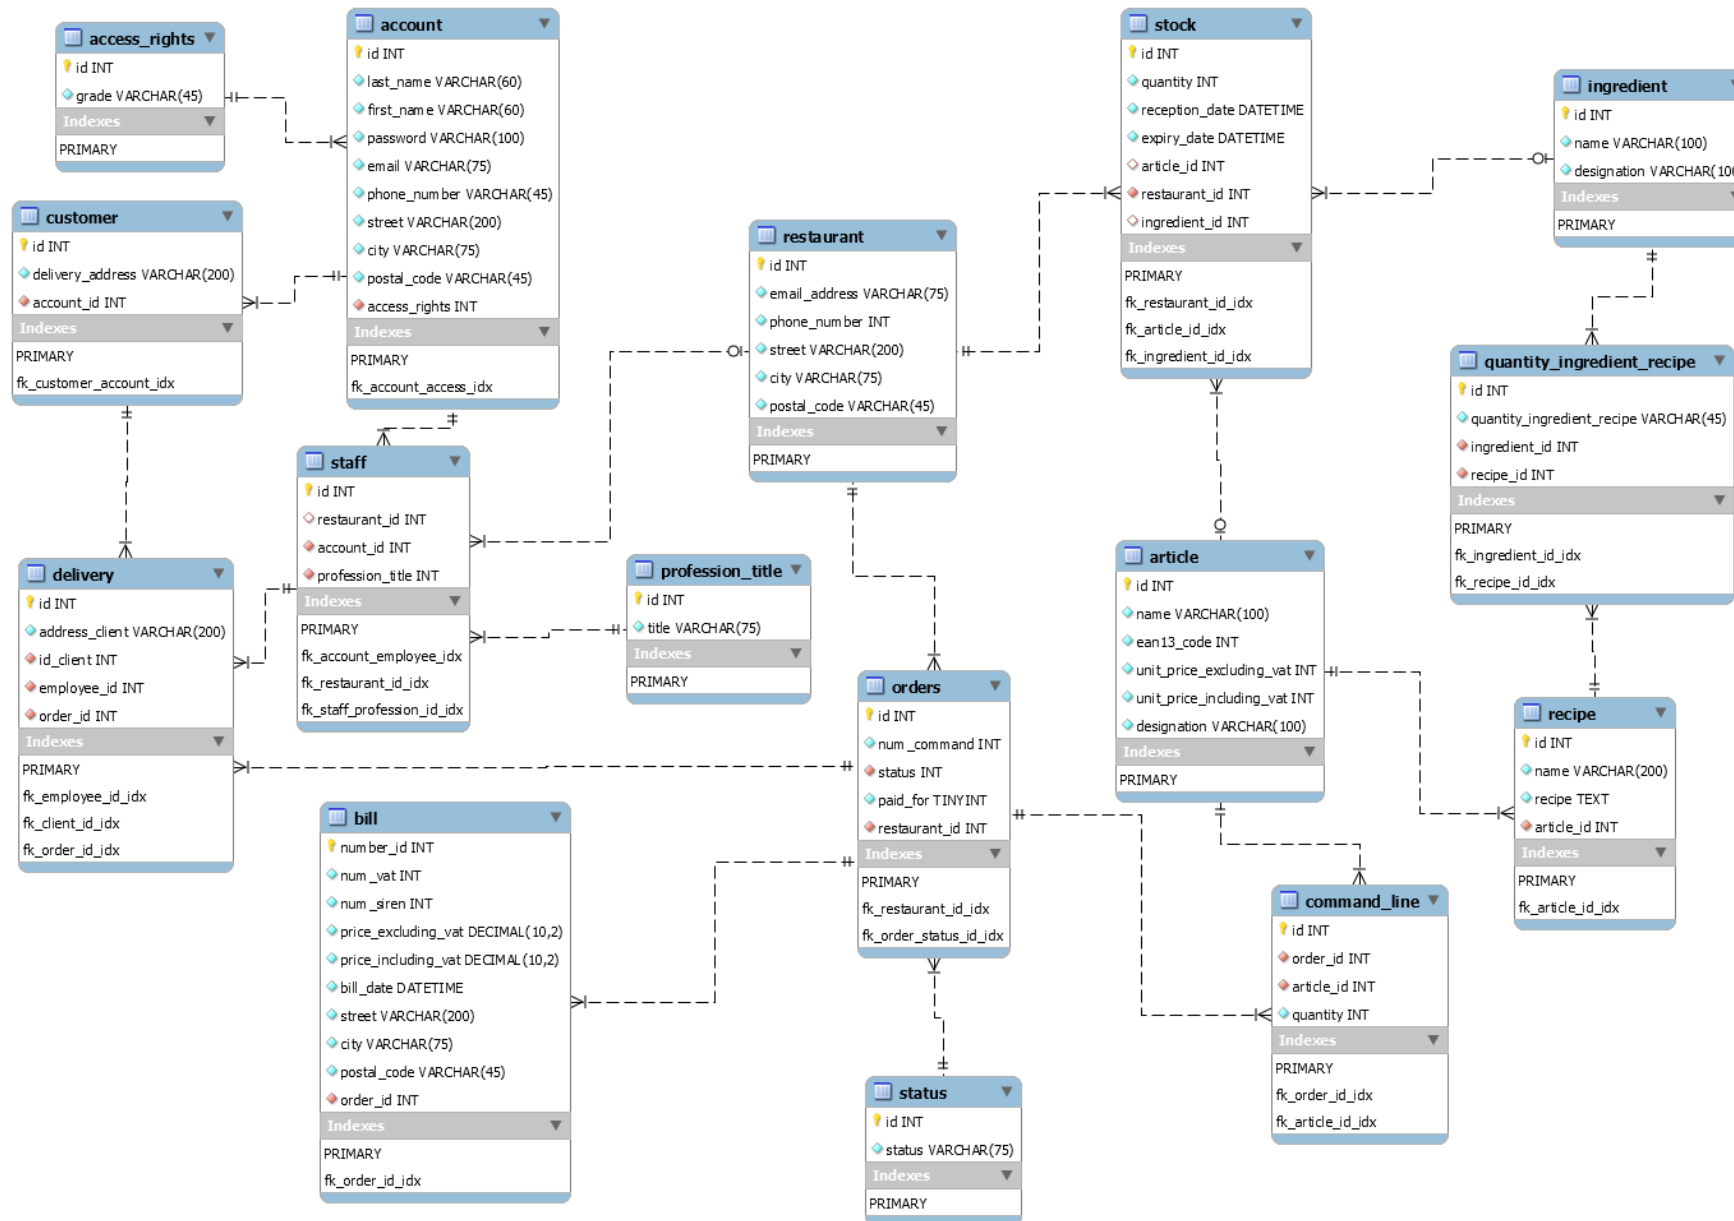 access_rights
id INT
grade VARCHAR(45)
Indexes
PRIMARY
account
id INT
last_name VARCHAR(60)
first_name VARCHAR(60)
password VARCHAR(100)
email VARCHAR(75)
phone_number VARCHAR(45)
street VARCHAR(200)
city VARCHAR(75)
postal_code VARCHAR(45)
access_rights INT
Indexes
PRIMARY
fk_account_access_idx
stock
id INT
quantity INT
reception_date DATETIME
expiry_date DATETIME
article_id INT
restaurant_id INT
ingredient_id INT
Indexes
PRIMARY
fk_restaurant_id_idx
fk_article_id_idx
fk_ingredient_id_idx
ingredient
id INT
name VARCHAR(100)
designation VARCHAR(100
Indexes
PRIMARY
customer
id INT
delivery_address VARCHAR(200)
account_id INT
Indexes
PRIMARY
fk_customer_account_idx
restaurant
id INT
email_address VARCHAR(75)
phone_number INT
street VARCHAR(200)
city VARCHAR(75)
postal_code VARCHAR(45)
Indexes
PRIMARY
quantity_ingredient_recipe
id INT
quantity_ingredient_recipe VARCHAR(45)
ingredient_id INT
recipe_id INT
Indexes
PRIMARY
fk_ingredient_id_idx
fk_recipe_id_idx
staff
id INT
restaurant_id INT
account_id INT
profession_title INT
Indexes
PRIMARY
fk_account_employee_idx
fk_restaurant_id_idx
fk_staff_profession_id_idx
delivery
id INT
address_client VARCHAR(200)
id_client INT
employee_id INT
order_id INT
Indexes
PRIMARY
fk_employee_id_idx
fk_client_id_idx
fk_order_id_idx
profession_title
id INT
title VARCHAR(75)
Indexes
PRIMARY
article
id INT
name VARCHAR(100)
ean13_code INT
unit_price_excluding_vat INT
unit_price_including_vat INT
designation VARCHAR(100)
Indexes
PRIMARY
orders
id INT
num_command INT
status INT
paid_for TINYINT
restaurant_id INT
Indexes
PRIMARY
fk_restaurant_id_idx
fk_order_status_id_idx
recipe
id INT
name VARCHAR(200)
recipe TEXT
article_id INT
Indexes
PRIMARY
fk_article_id_idx
bill
number_id INT
num_vat INT
num_siren INT
price_excluding_vat DECIMAL(10,2)
price_including_vat DECIMAL(10,2)
bill_date DATETIME
street VARCHAR(200)
city VARCHAR(75)
postal_code VARCHAR(45)
order_id INT
Indexes
PRIMARY
fk_order_id_idx
command_line
id INT
order_id INT
article_id INT
quantity INT
Indexes
PRIMARY
fk_order_id_idx
fk_article_id_idx
status
id INT
status VARCHAR(75)
Indexes
PRIMARY